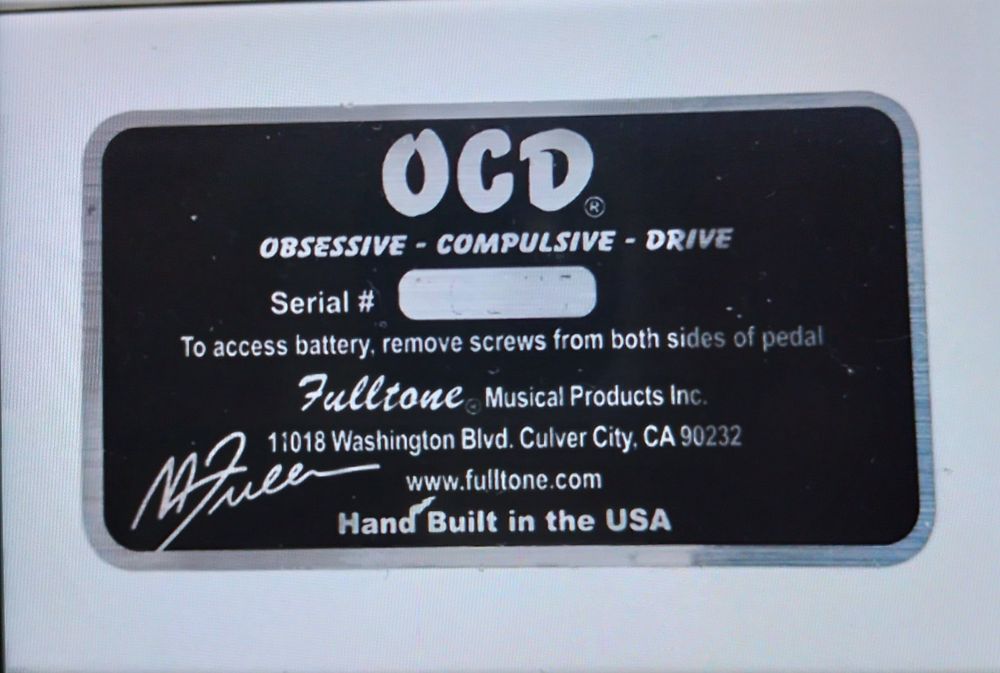 OCD®
OBSESSIVE - COMPULSIVE - DRIVE
Serial #
To access battery, remove screws from both sides of pedal
Fulltone® Musical Products Inc.
11018 Washington Blvd. Culver City, CA 90232
M Fuller
www.fulltone.com
Hand Built in the USA